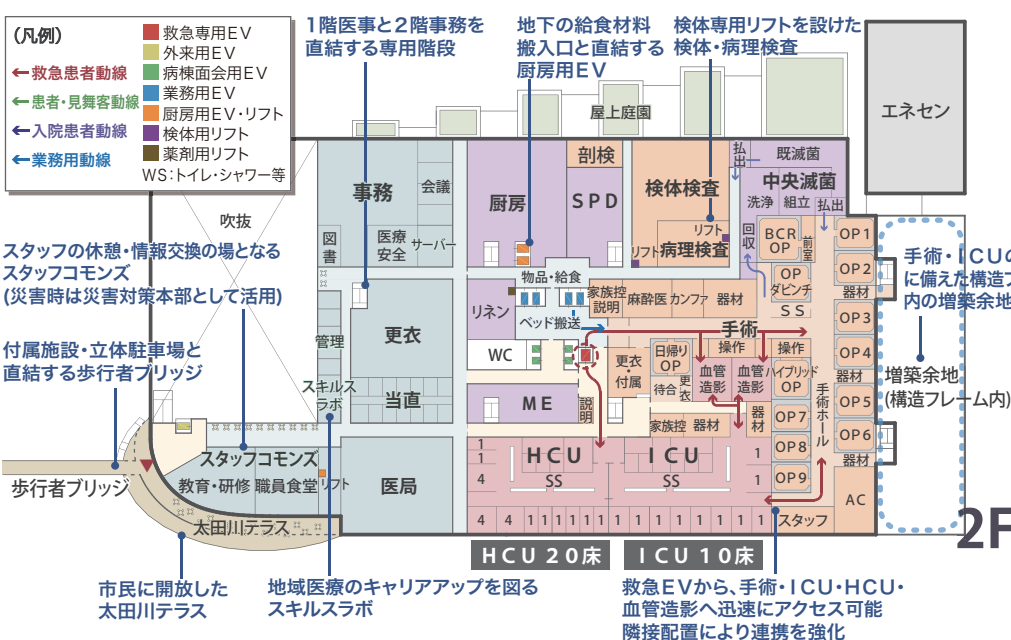 (凡例)
救急専用EV
外来用EV
病棟面会用EV
業務用EV
厨房用EV・リフト
検体用リフト
薬剤用リフト
WS:トイレ・シャワー等
←救急患者動線
←患者・見舞客動線
←入院患者動線
←業務用動線
1階医事と2階事務を
直結する専用階段
地下の給食材料
搬入口と直結する
厨房用EV
検体専用リフトを設けた
検体・病理検査
屋上庭園
エネセン
吹抜
事務
会議
図書
医療
安全
サーバー
厨房
剖検
SPD
検体検査
リフト
リフト
病理検査
払出
既滅菌
中央滅菌
洗浄
組立
払出
回収
BCR
OP
前室
OP
ダビンチ
SS
OP1
OP2
器材
OP3
OP4
器材
OP5
OP6
器材
スタッフの休憩・情報交換の場となる
スタッフコモンズ
(災害時は災害対策本部として活用)
付属施設・立体駐車場と
直結する歩行者ブリッジ
管理
更衣
スキルス
ラボ
当直
物品・給食
リネン
ベッド搬送
家族控
説明
麻酔医
カンファ
器材
手術
WC
更衣
・付属
日帰り
OP
待合
更衣
操作
操作
血管
造影
血管
造影
ハイブリッド
OP
手術ホール
ME
説明
家族控
器材
器材
OP7
OP8
OP9
手術・ICUの
に備えた構造フ
内の増築余地
増築余地
(構造フレーム内)
スタッフコモンズ
教育・研修
職員食堂
リフト
医局
歩行者ブリッジ
太田川テラス
1
1
4
HCU
SS
ICU
SS
1
1
4 4 1 1 1 1 1 1 1 1 1 1 1 1 1 1
スタッフ
AC
2F
HCU20床
ICU10床
市民に開放した
太田川テラス
地域医療のキャリアアップを図る
スキルスラボ
救急EVから、手術・ICU・HCU・
血管造影へ迅速にアクセス可能
隣接配置により連携を強化